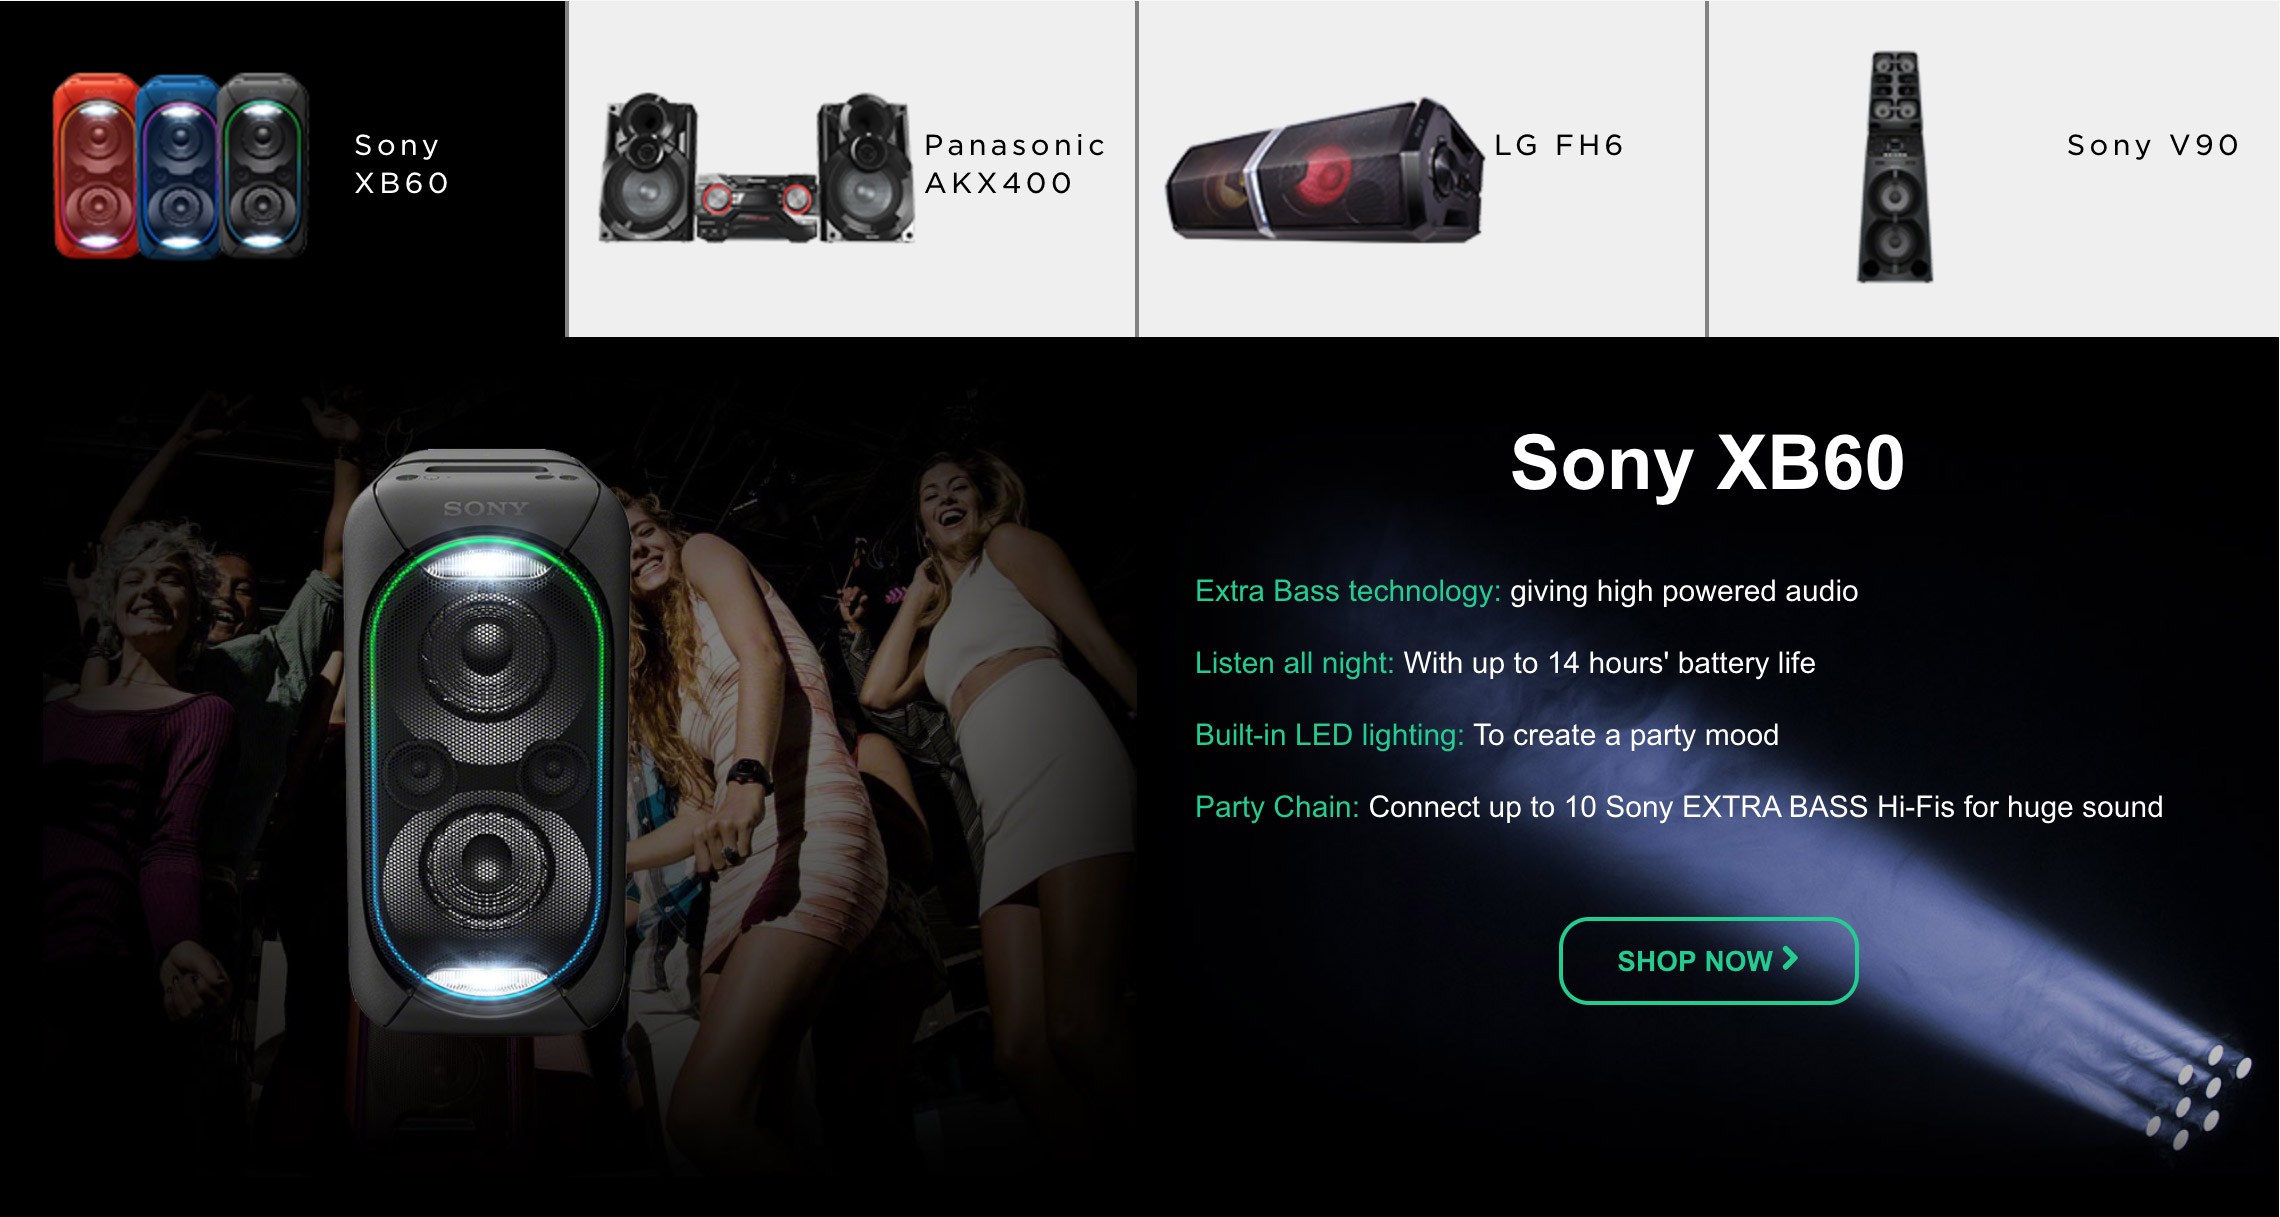 Sony
XB60
Panasonic
AKX400
LG FH6
Sony V90
SONY
Sony XB60
Extra Bass technology: giving high powered audio
Listen all night: With up to 14 hours' battery life
Built-in LED lighting: To create a party mood
Party Chain: Connect up to 10 Sony EXTRA BASS Hi-Fis for huge sound
SHOP NOW